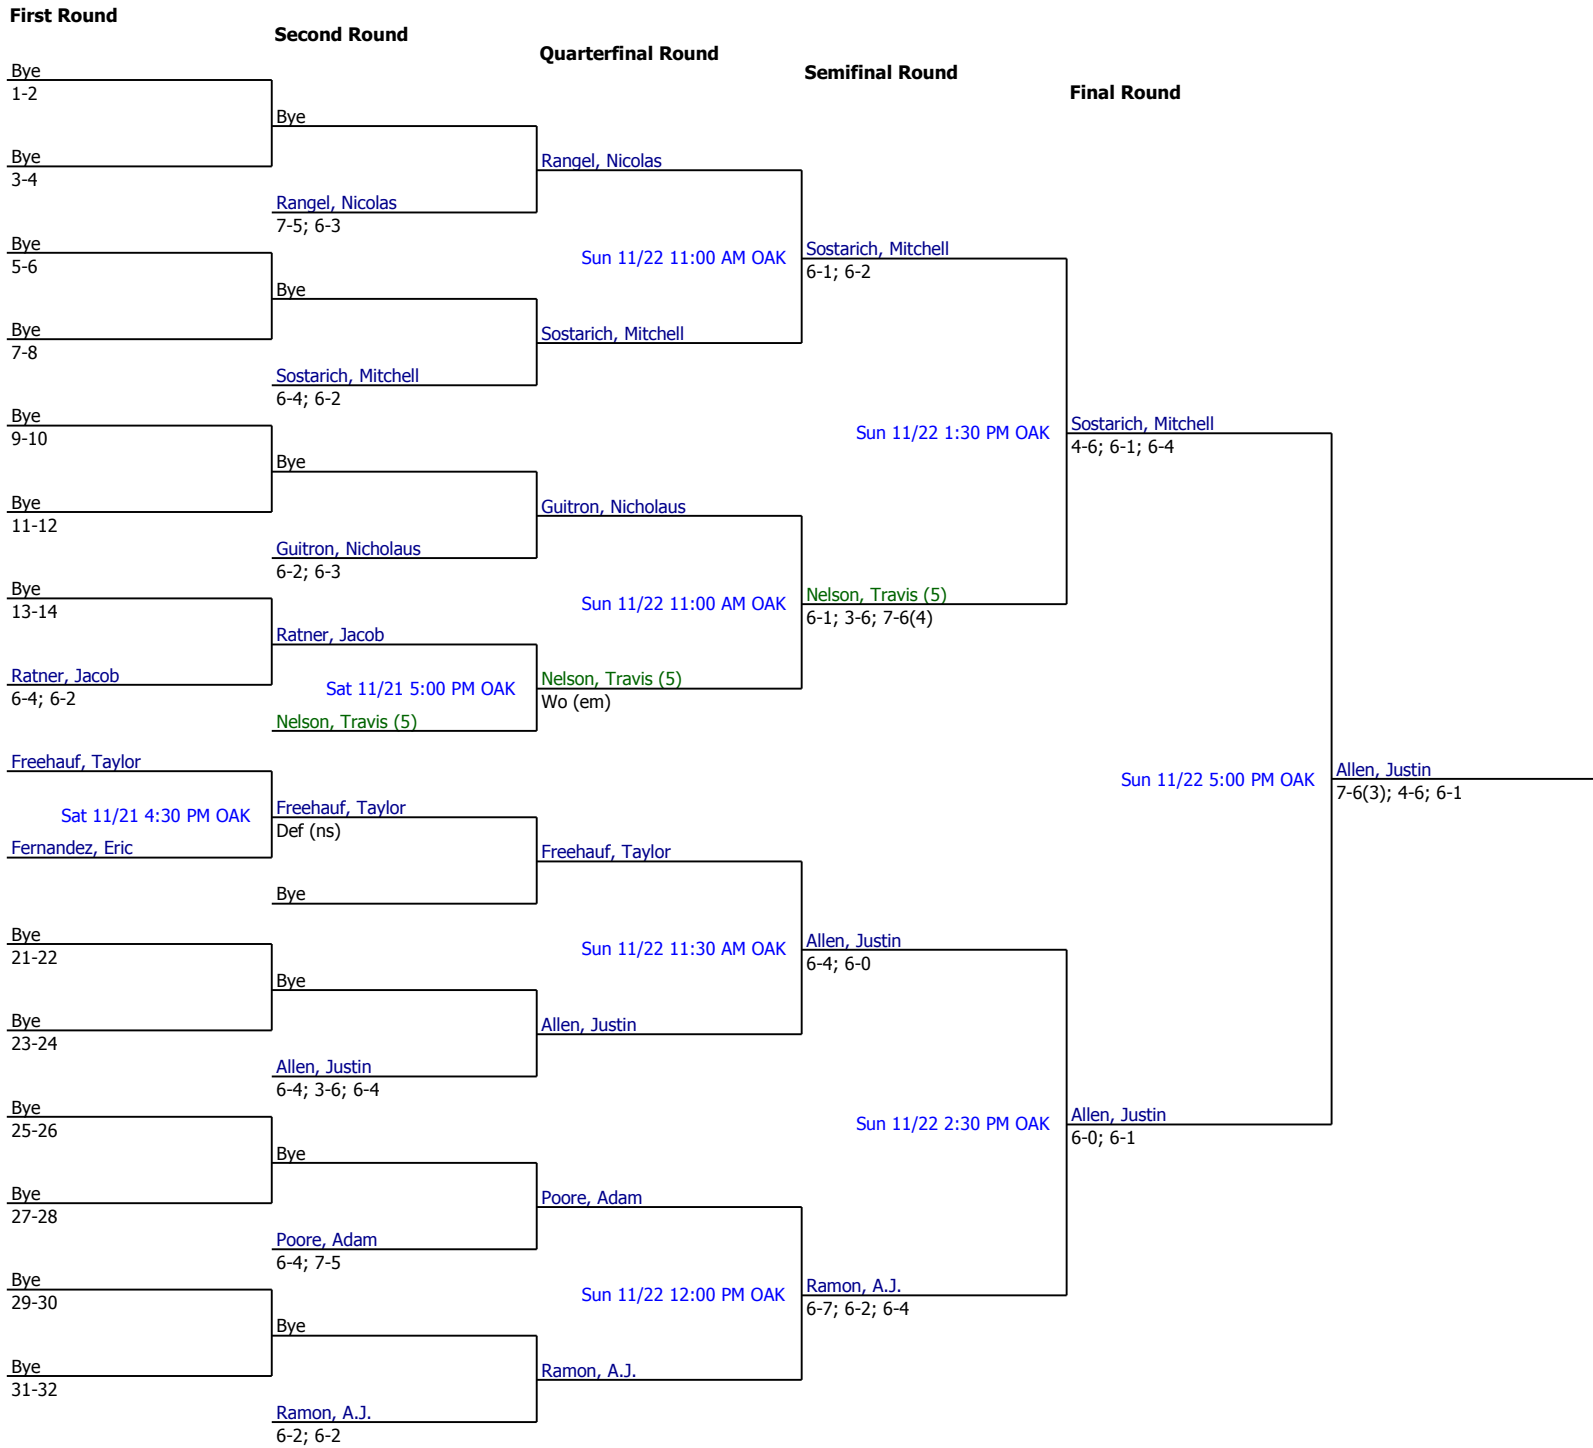 First Round
Second Round
Quarterfinal Round
Semifinal Round
Final Round
Bye
1-2
Bye
3-4
Bye
5-6
Bye
7-8
Bye
9-10
Bye
11-12
Bye
13-14
Ratner, Jacob
6-4; 6-2
Freehauf, Taylor
Sat 11/21 4:30 PM OAK
Fernandez, Eric
Bye
21-22
Bye
23-24
Bye
25-26
Bye
27-28
Bye
29-30
Bye
31-32
Bye
Rangel, Nicolas
7-5; 6-3
Bye
Sostarich, Mitchell
6-4; 6-2
Bye
Guitron, Nicholaus
6-2; 6-3
Ratner, Jacob
Sat 11/21 5:00 PM OAK
Nelson, Travis (5)
Freehauf, Taylor
Def (ns)
Bye
Bye
Allen, Justin
6-4; 3-6; 6-4
Bye
Poore, Adam
6-4; 7-5
Bye
Ramon, A.J.
6-2; 6-2
Rangel, Nicolas
Sun 11/22 11:00 AM OAK
Sostarich, Mitchell
Guitron, Nicholaus
Sun 11/22 11:00 AM OAK
Nelson, Travis (5)
Wo (em)
Freehauf, Taylor
Sun 11/22 11:30 AM OAK
Allen, Justin
Poore, Adam
Sun 11/22 12:00 PM OAK
Ramon, A.J.
Sostarich, Mitchell
6-1; 6-2
Sun 11/22 1:30 PM OAK
Nelson, Travis (5)
6-1; 3-6; 7-6(4)
Allen, Justin
6-4; 6-0
Sun 11/22 2:30 PM OAK
Ramon, A.J.
6-7; 6-2; 6-4
Sostarich, Mitchell
4-6; 6-1; 6-4
Sun 11/22 5:00 PM OAK
Allen, Justin
6-0; 6-1
Allen, Justin
7-6(3); 4-6; 6-1